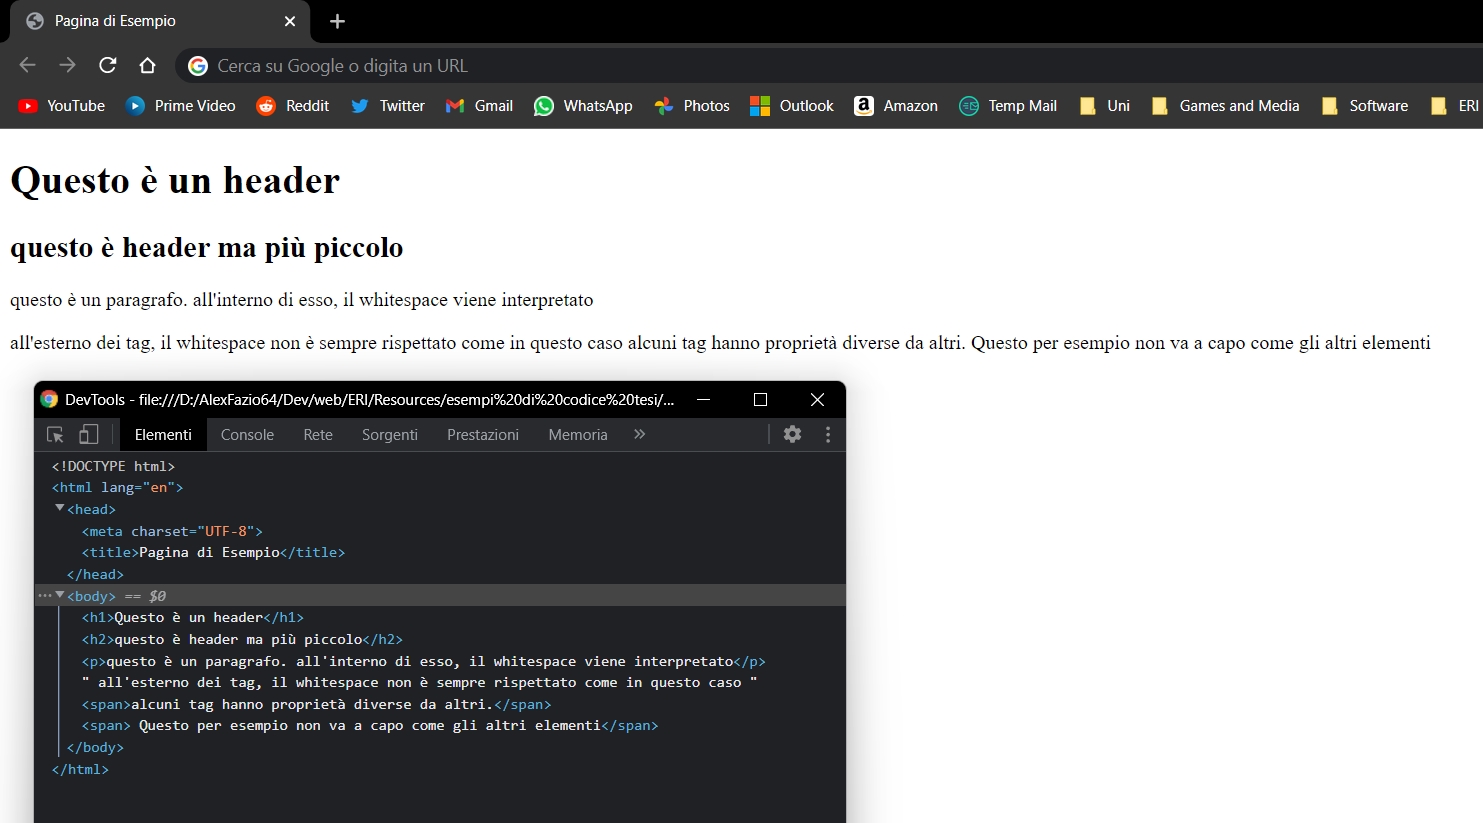 Pagina di Esempio
Cerca su Google o digita un URL
YouTube Prime Video Reddit Twitter Gmail WhatsApp Photos Outlook Amazon Temp Mail Uni Games and Media Software ERI
Questo è un header
questo è header ma più piccolo
questo è un paragrafo. all'interno di esso, il whitespace viene interpretato
all'esterno dei tag, il whitespace non è sempre rispettato come in questo caso alcuni tag hanno proprietà diverse da altri. Questo per esempio non va a capo come gli altri elementi
DevTools - file:///D:/AlexFazio64/Dev/web/ERI/Resources/esempi%20di%20codice%20tesi/...
Elementi Console Rete Sorgenti Prestazioni Memoria »
<!DOCTYPE html>
<html lang="en">
<head>
<meta charset="UTF-8">
<title>Pagina di Esempio</title>
</head>
<body> == $0
<h1>Questo è un header</h1>
<h2>questo è header ma più piccolo</h2>
<p>questo è un paragrafo. all'interno di esso, il whitespace viene interpretato</p>
" all'esterno dei tag, il whitespace non è sempre rispettato come in questo caso "
<span>alcuni tag hanno proprietà diverse da altri.</span>
<span> Questo per esempio non va a capo come gli altri elementi</span>
</body>
</html>